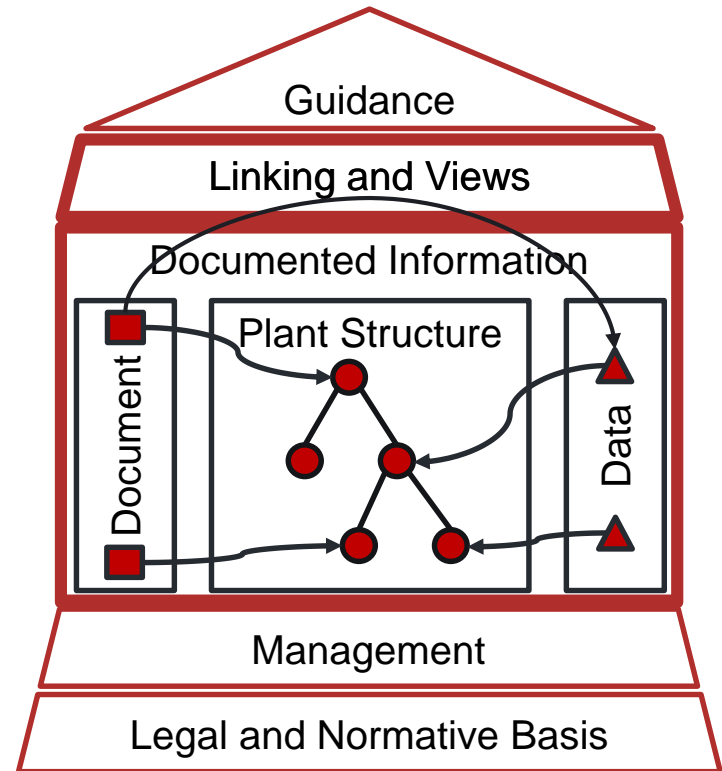 Guidance
Linking and Views
Documented Information
Plant Structure
Document
Data
Management
Legal and Normative Basis